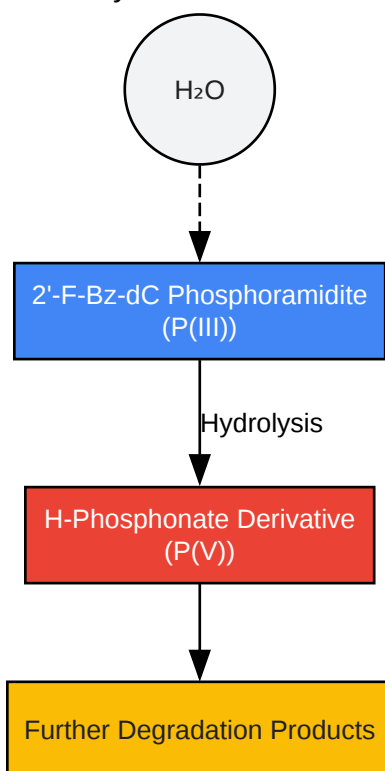 H₂O
2'-F-Bz-dC Phosphoramidite
(P(III))
Hydrolysis
H-Phosphonate Derivative
(P(V))
Further Degradation Products